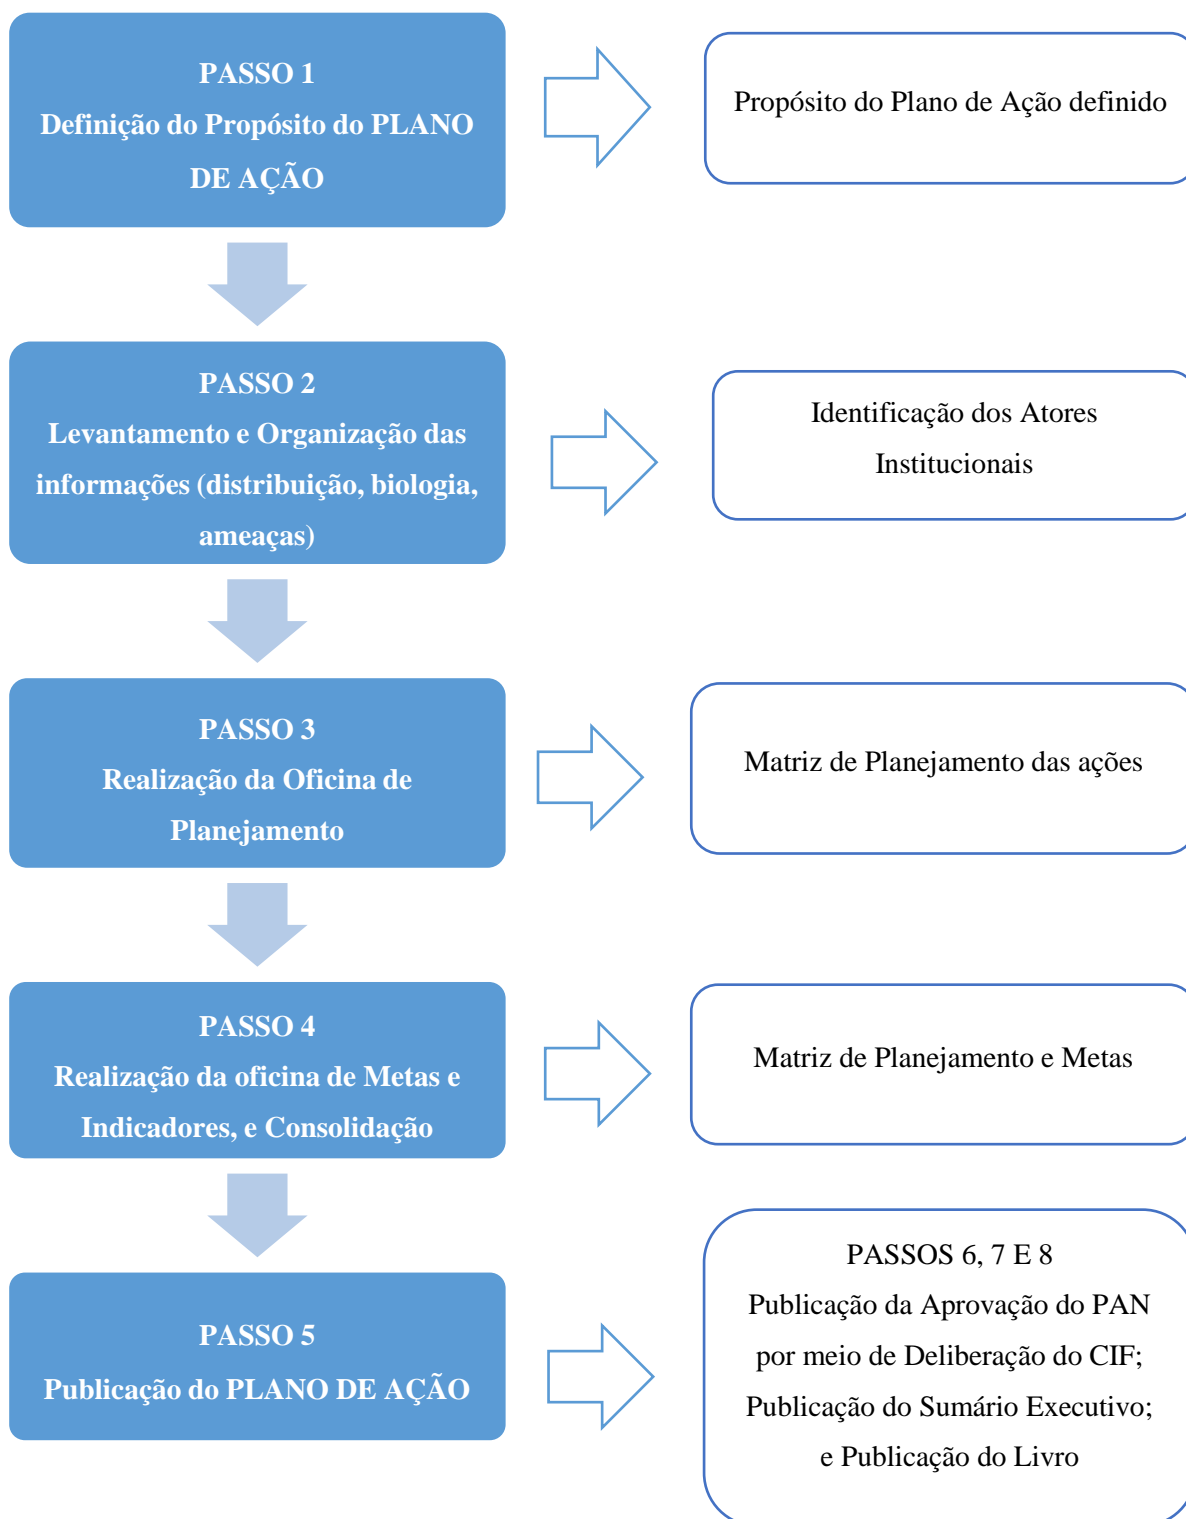 PASSO 1
Definição do Propósito do PLANO
DE AÇÃO
Propósito do Plano de Ação definido
PASSO 2
Levantamento e Organização das
informações (distribuição, biologia,
ameaças)
Identificação dos Atores
Institucionais
PASSO 3
Realização da Oficina de
Planejamento
Matriz de Planejamento das ações
PASSO 4
Realização da oficina de Metas e
Indicadores, e Consolidação
Matriz de Planejamento e Metas
PASSO 5
Publicação do PLANO DE AÇÃO
PASSOS 6, 7 E 8
Publicação da Aprovação do PAN
por meio de Deliberação do CIF;
Publicação do Sumário Executivo;
e Publicação do Livro